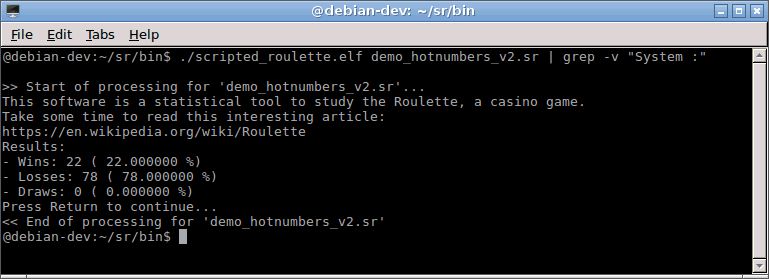 @debian-dev: ~/sr/bin
File Edit Tabs Help
@debian-dev:~/sr/bin$ ./scripted_roulette.elf demo_hotnumbers_v2.sr | grep -v "System :"
>> Start of processing for 'demo_hotnumbers_v2.sr'...
This software is a statistical tool to study the Roulette, a casino game.
Take some time to read this interesting article:
https://en.wikipedia.org/wiki/Roulette
Results:
- Wins: 22 ( 22.000000 %)
- Losses: 78 ( 78.000000 %)
- Draws: 0 ( 0.000000 %)
Press Return to continue...
<< End of processing for 'demo_hotnumbers_v2.sr'
@debian-dev:~/sr/bin$